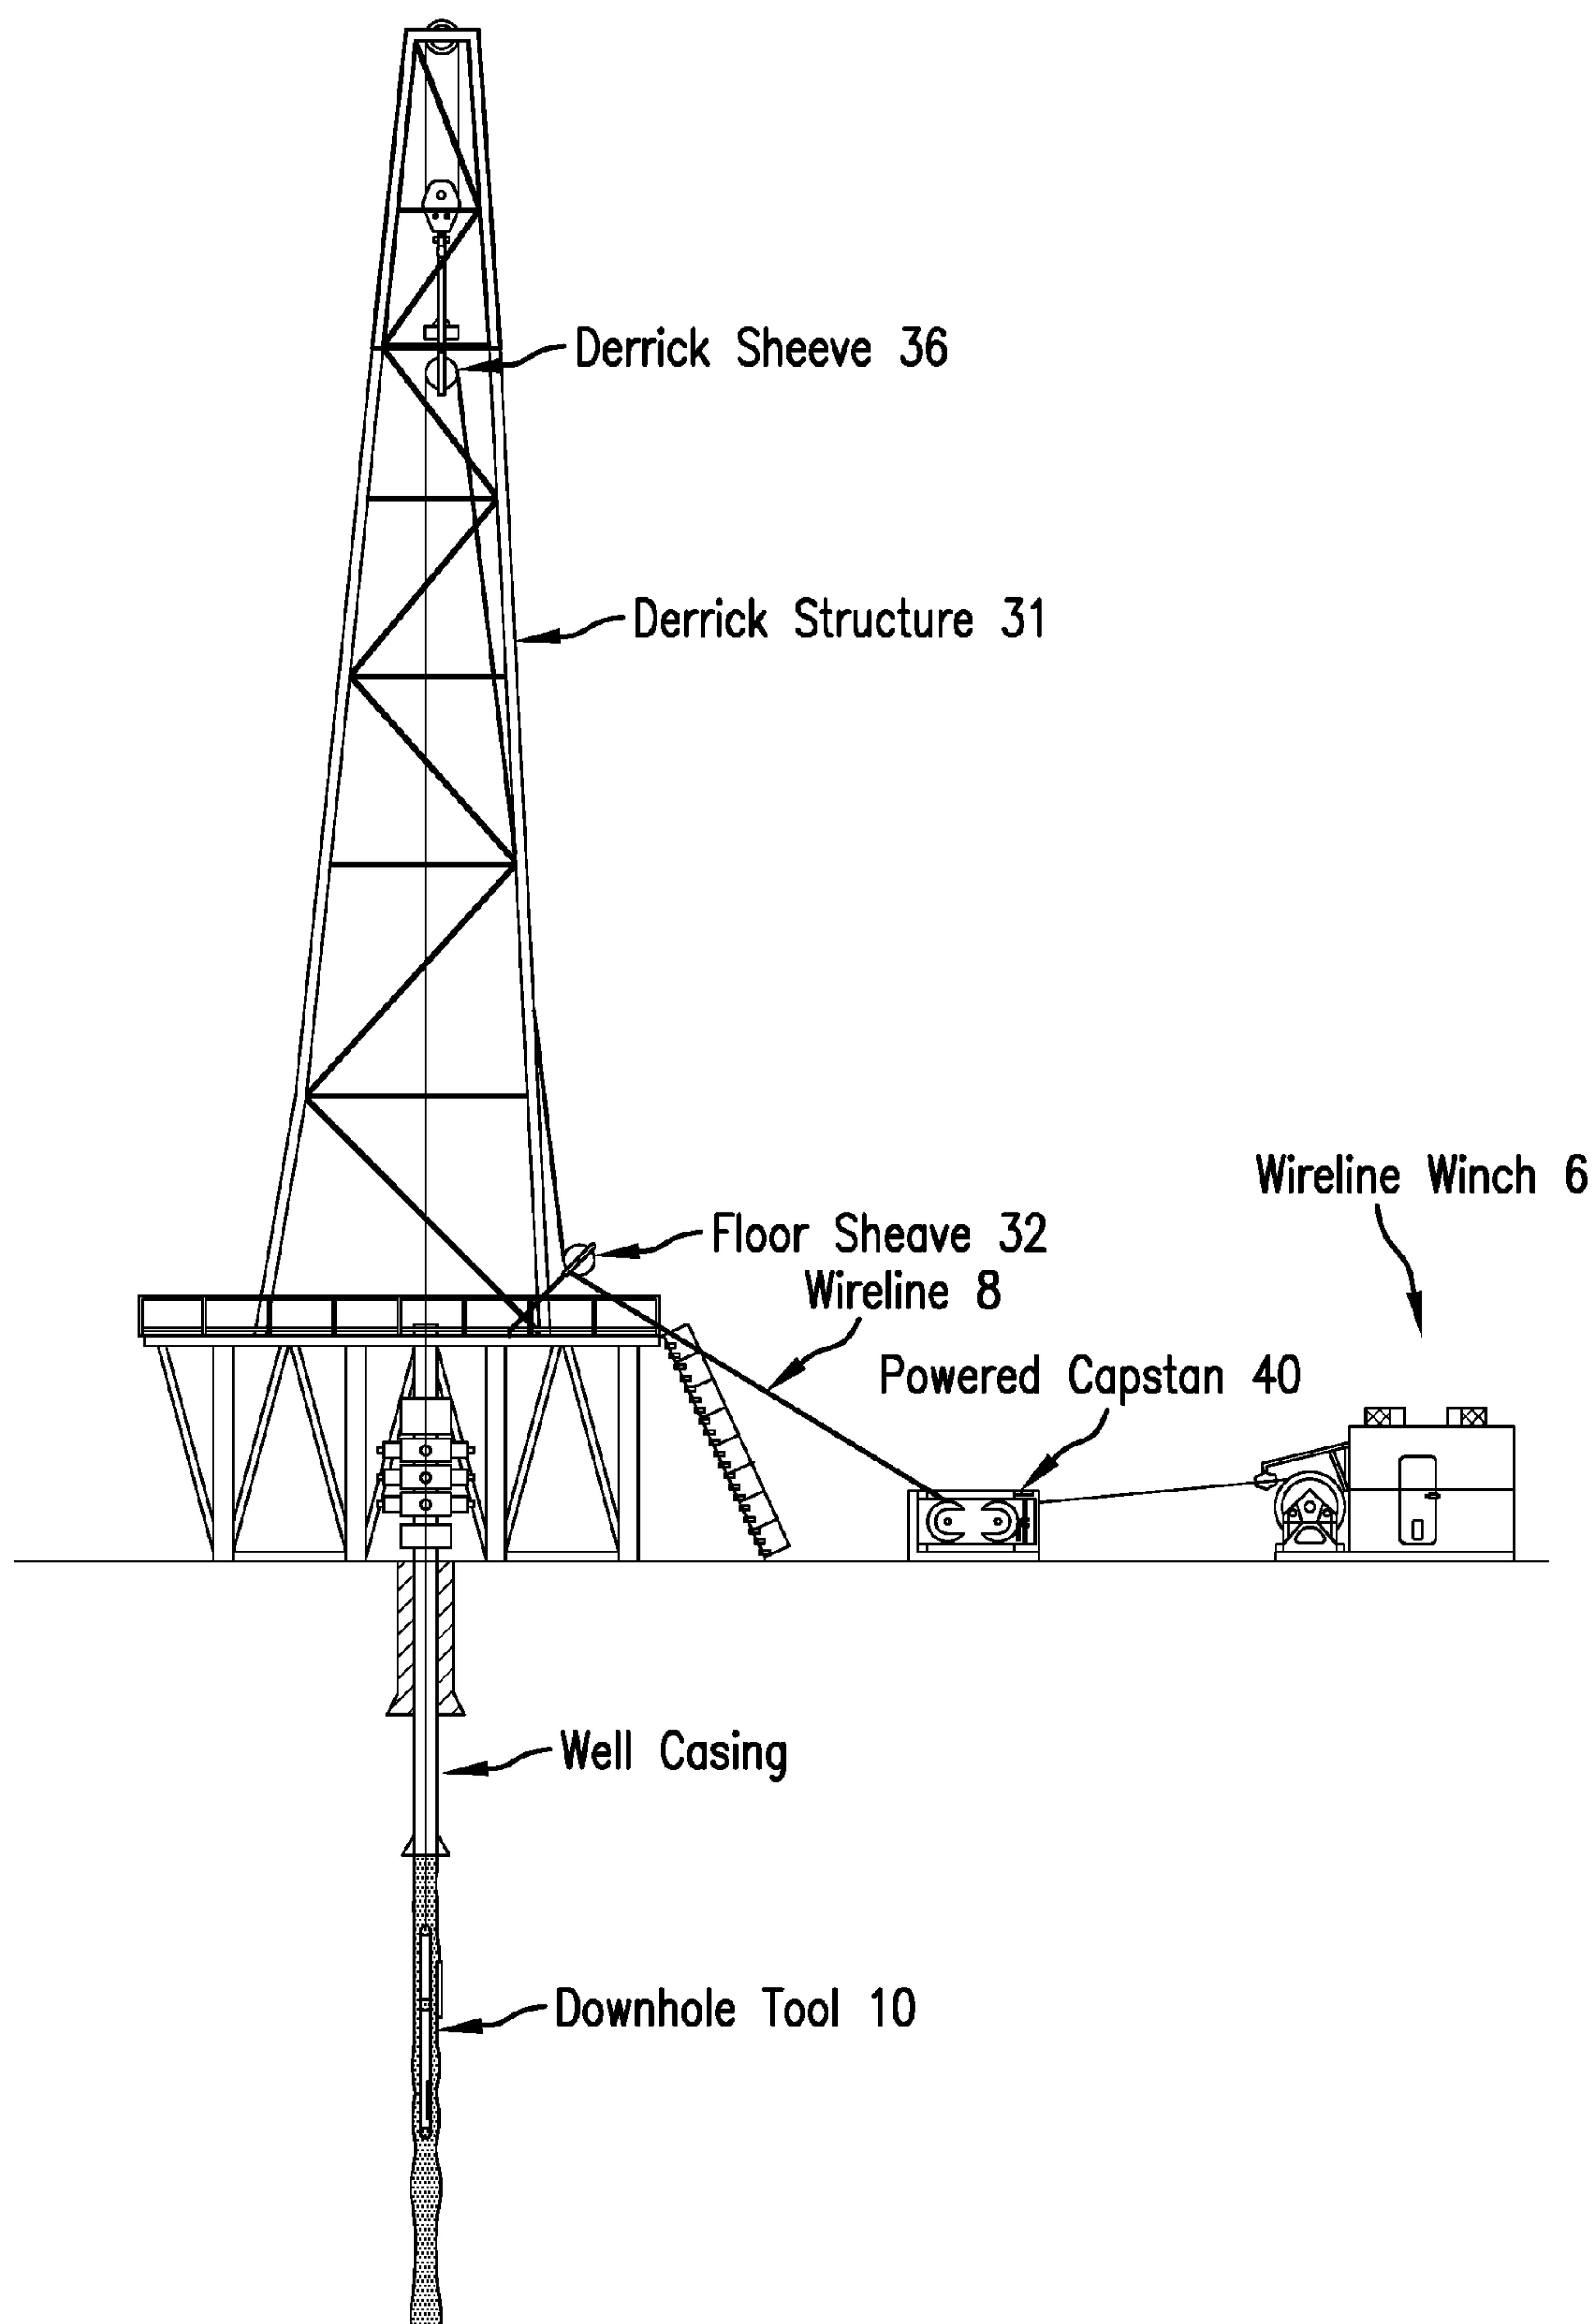 Derrick Sheeve 36
Derrick Structure 31
Wireline Winch 6
Floor Sheave 32
Wireline 8
Powered Capstan 40
Well Casing
Downhole Tool 10